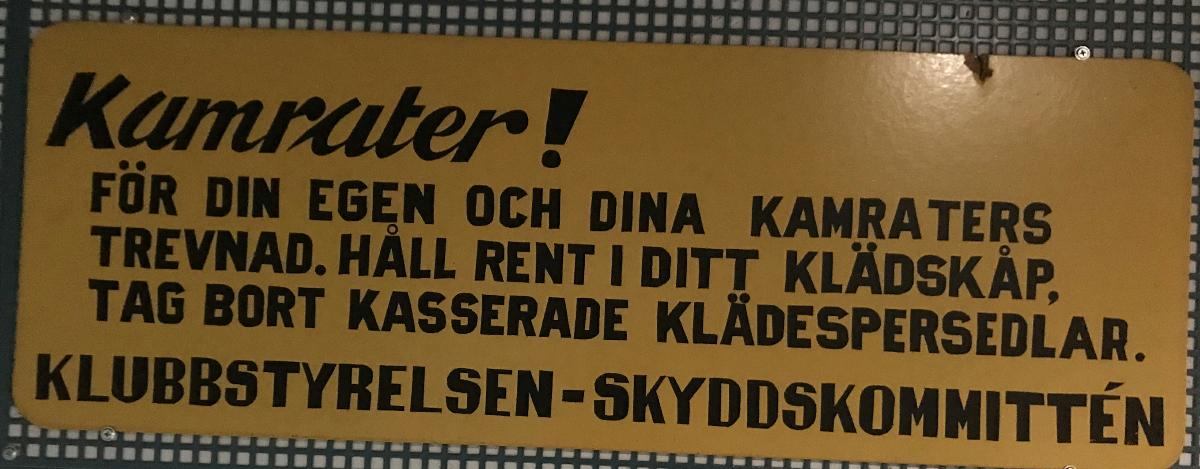 Kamrater!
FÖR DIN EGEN OCH DINA KAMRATERS
TREVNAD. HÅLL RENT I DITT KLÄDSKÅP,
TAG BORT KASSERADE KLÄDESPERSEDLAR.
KLUBBSTYRELSEN-SKYDDSKOMMITTÉN